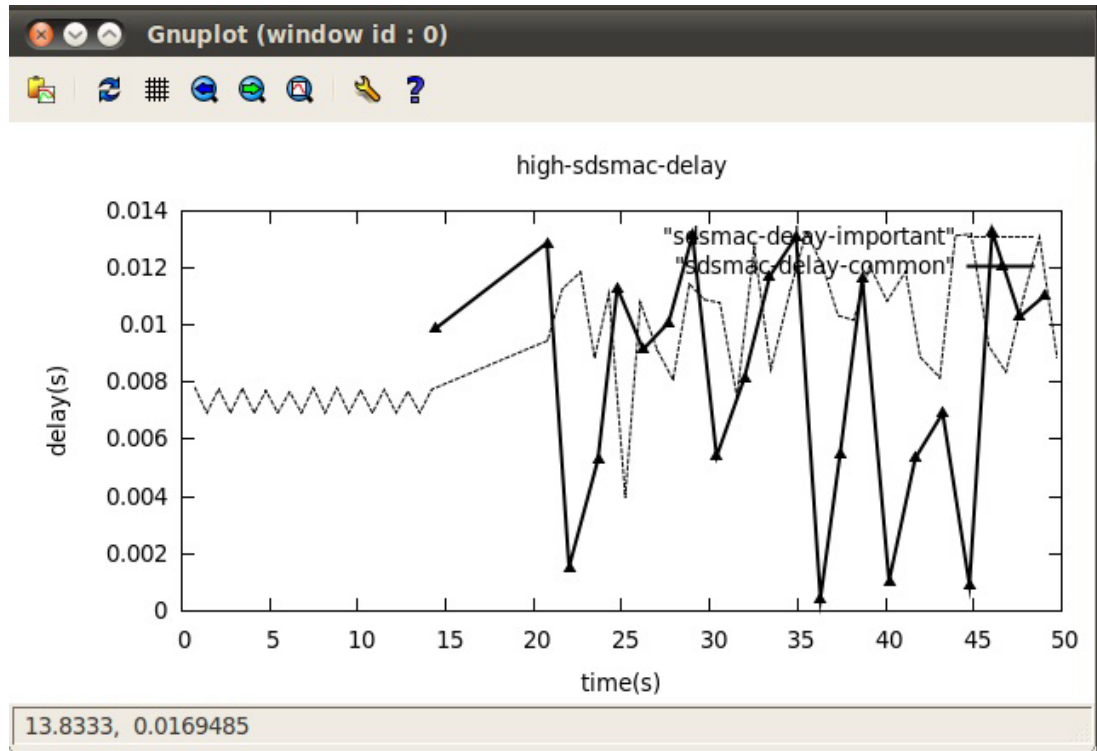 Gnuplot (window id : 0)
?
high-sdsmac-delay
"sdsmac-delay-important"
"sdsmac-delay-common"
0.014
0.012
0.01
0.008
0.006
0.004
0.002
0
delay(s)
0 5 10 15 20 25 30 35 40 45 50
time(s)
13.8333, 0.0169485